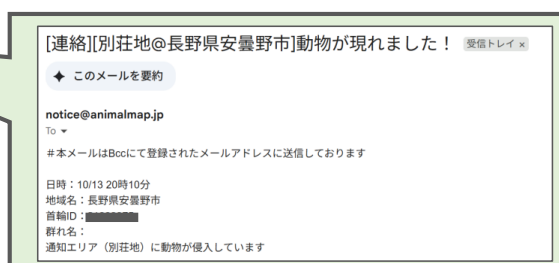 [連絡][別荘地@長野県安曇野市]動物が現れました！ 受信トレイ ×
このメールを要約
notice@animalmap.jp
To
＃本メールはBccにて登録されたメールアドレスに送信しております
日時：10/13 20時10分
地域名：長野県安曇野市
首輪ID：
群れ名：
通知エリア（別荘地）に動物が侵入しています